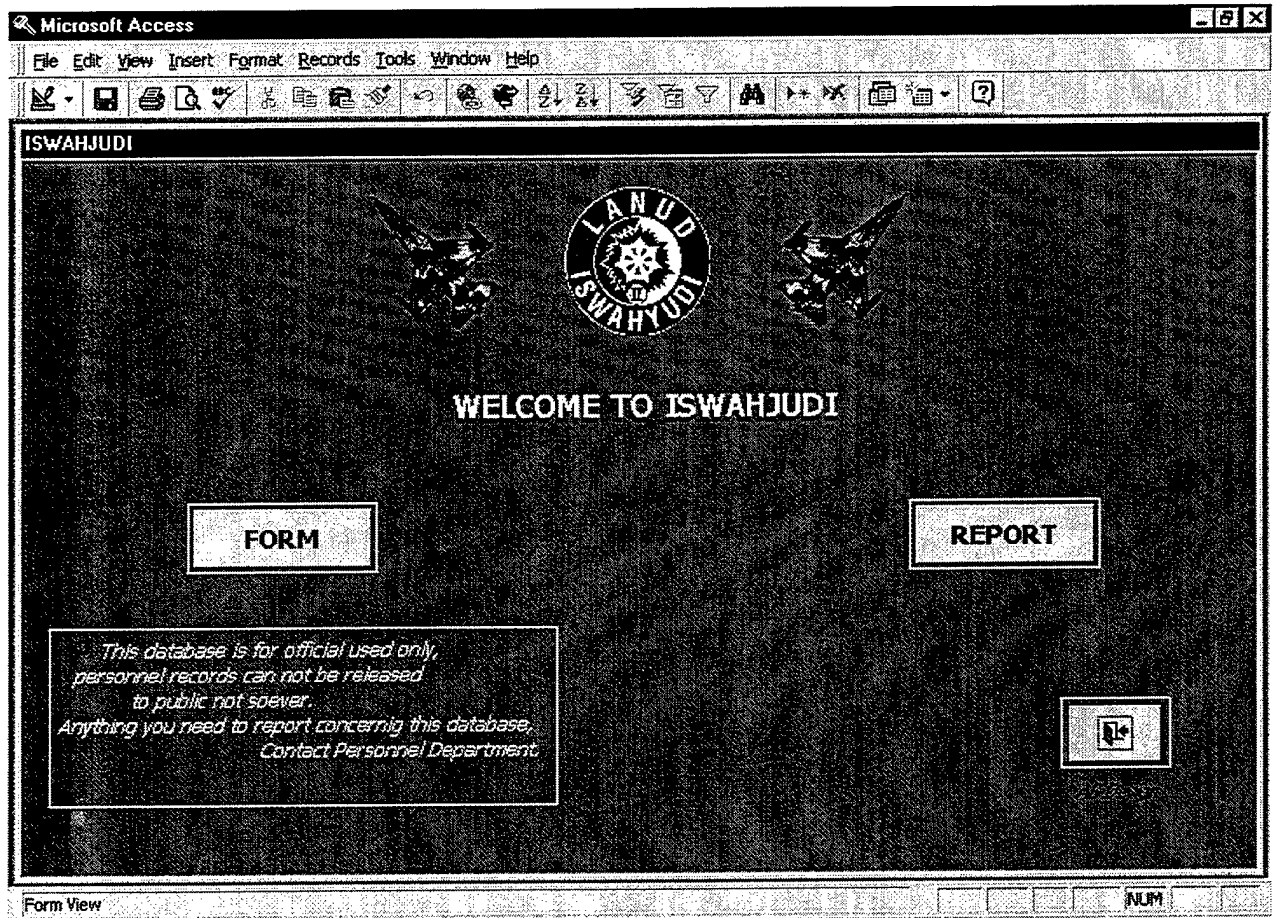 Microsoft Access
File Edit View Insert Format Records Tools Window Help
ISWAHJUDI
LANUD
ISWAHYUDI
WELCOME TO ISWAHJUDI
FORM
REPORT
This database is for official used only,
personnel records can not be released
to public not soever.
Anything you need to report concernig this database,
Contact Personnel Department.
Form View
NUM